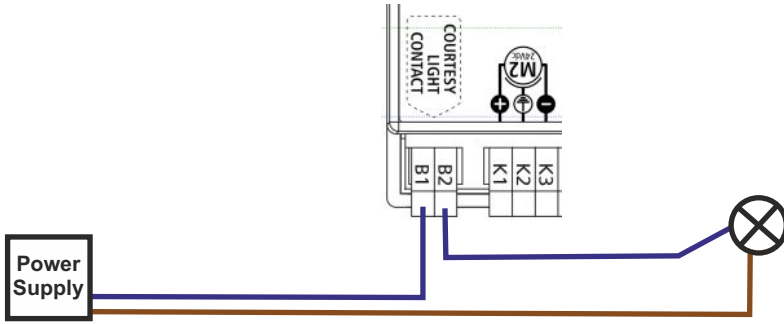 COURTESY
LIGHT
CONTACT
M2
24Vdc
B1
B2
K1
K2
K3
Power
Supply